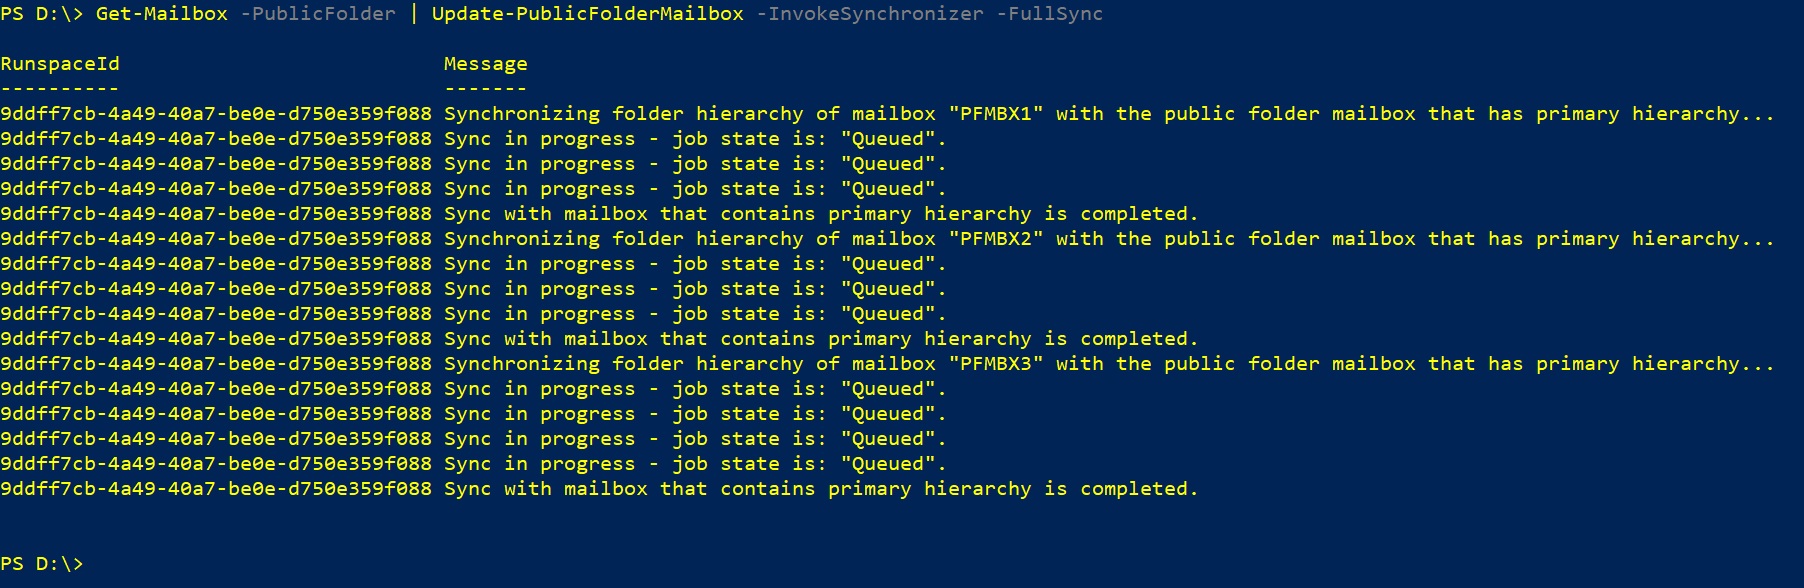 PS D:\> Get-Mailbox -PublicFolder | Update-PublicFolderMailbox -InvokeSynchronizer -FullSync
RunspaceId Message
---------- -------
9ddff7cb-4a49-40a7-be0e-d750e359f088 Synchronizing folder hierarchy of mailbox "PFMBX1" with the public folder mailbox that has primary hierarchy...
9ddff7cb-4a49-40a7-be0e-d750e359f088 Sync in progress - job state is: "Queued".
9ddff7cb-4a49-40a7-be0e-d750e359f088 Sync in progress - job state is: "Queued".
9ddff7cb-4a49-40a7-be0e-d750e359f088 Sync in progress - job state is: "Queued".
9ddff7cb-4a49-40a7-be0e-d750e359f088 Sync with mailbox that contains primary hierarchy is completed.
9ddff7cb-4a49-40a7-be0e-d750e359f088 Synchronizing folder hierarchy of mailbox "PFMBX2" with the public folder mailbox that has primary hierarchy...
9ddff7cb-4a49-40a7-be0e-d750e359f088 Sync in progress - job state is: "Queued".
9ddff7cb-4a49-40a7-be0e-d750e359f088 Sync in progress - job state is: "Queued".
9ddff7cb-4a49-40a7-be0e-d750e359f088 Sync in progress - job state is: "Queued".
9ddff7cb-4a49-40a7-be0e-d750e359f088 Sync with mailbox that contains primary hierarchy is completed.
9ddff7cb-4a49-40a7-be0e-d750e359f088 Synchronizing folder hierarchy of mailbox "PFMBX3" with the public folder mailbox that has primary hierarchy...
9ddff7cb-4a49-40a7-be0e-d750e359f088 Sync in progress - job state is: "Queued".
9ddff7cb-4a49-40a7-be0e-d750e359f088 Sync in progress - job state is: "Queued".
9ddff7cb-4a49-40a7-be0e-d750e359f088 Sync in progress - job state is: "Queued".
9ddff7cb-4a49-40a7-be0e-d750e359f088 Sync in progress - job state is: "Queued".
9ddff7cb-4a49-40a7-be0e-d750e359f088 Sync with mailbox that contains primary hierarchy is completed.
PS D:\>